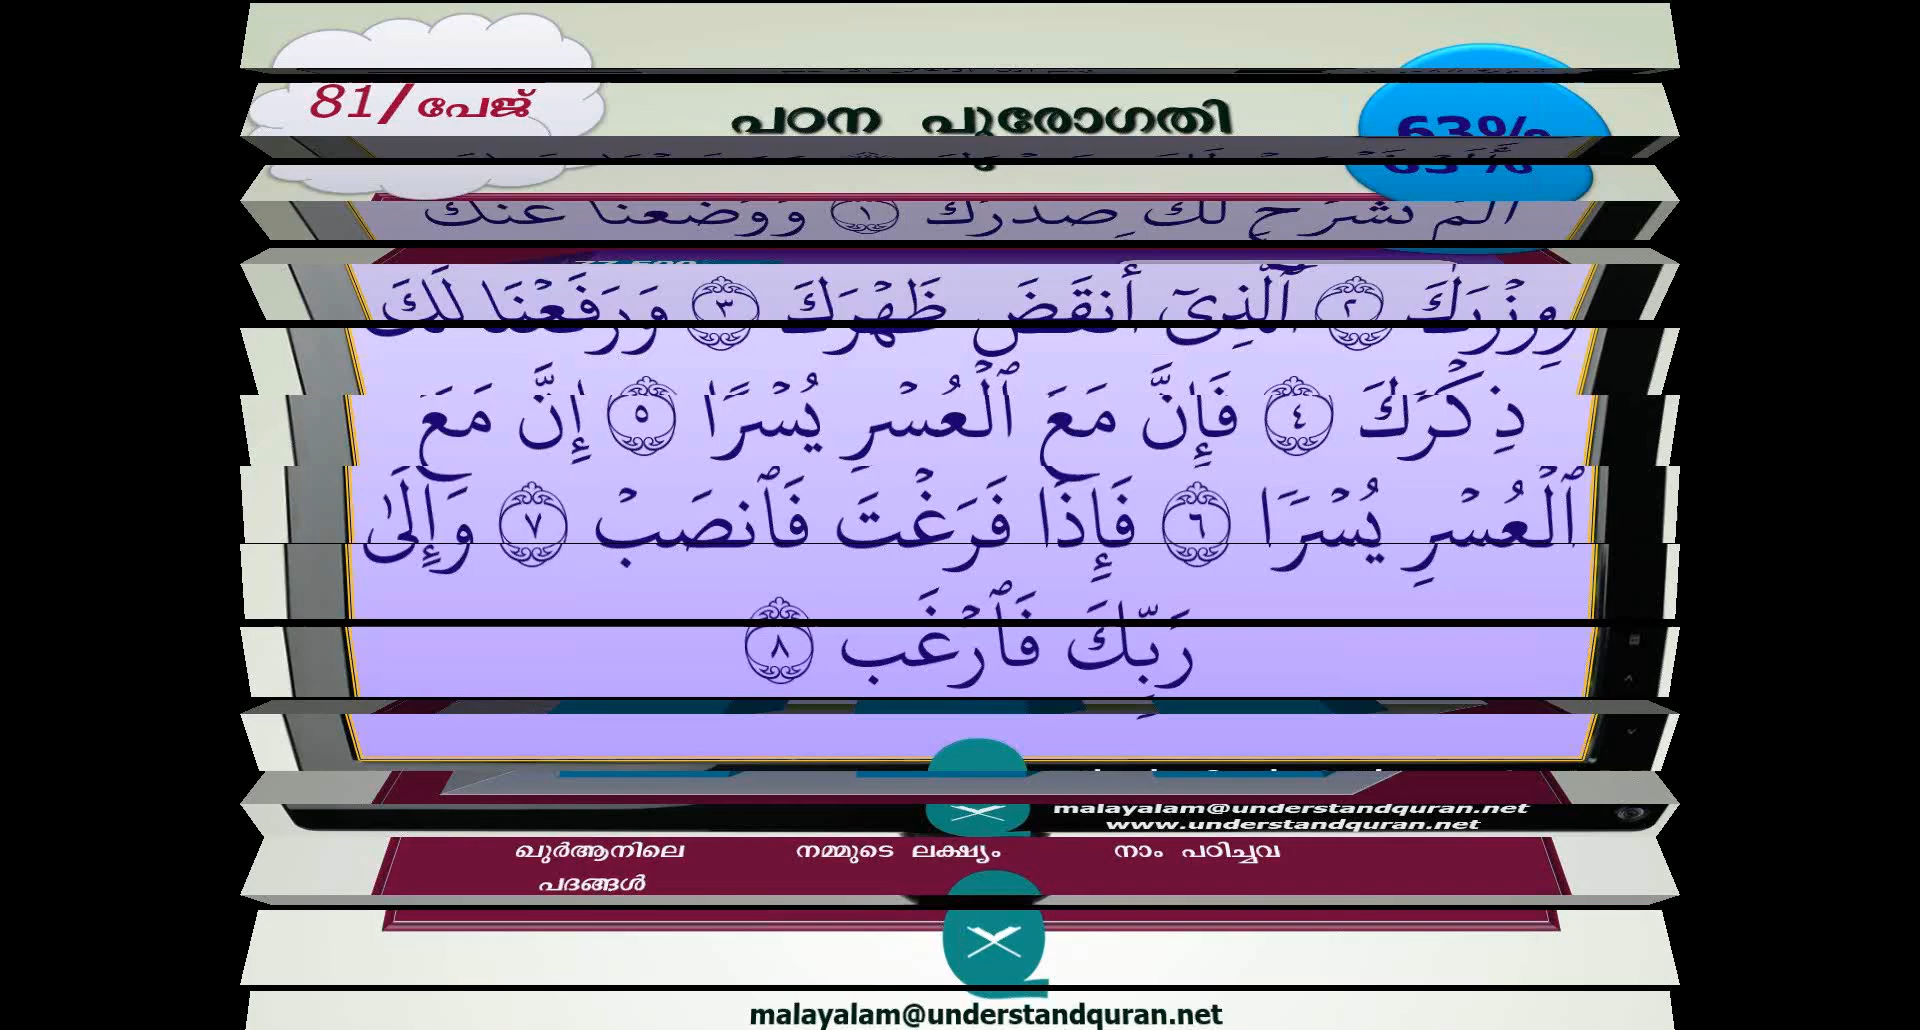 81/പേജ്
പഠന പുരോഗതി
63%
أَلَمْ نَشْرَحْ لَكَ صَدْرَكَ ١ وَوَضَعْنَا عَنكَ
وِزْرَكَ ٢ ٱلَّذِىٓ أَنقَضَ ظَهْرَكَ ٣ وَرَفَعْنَا لَكَ
ذِكْرَكَ ٤ فَإِنَّ مَعَ ٱلْعُسْرِ يُسْرًا ٥ إِنَّ مَعَ
ٱلْعُسْرِ يُسْرًا ٦ فَإِذَا فَرَغْتَ فَٱنصَبْ ٧ وَإِلَىٰ
رَبِّكَ فَٱرْغَب ٨
malayalam@understandquran.net
www.understandquran.net
ഖുർആനിലെ നമ്മുടെ ലക്ഷ്യം നാം പഠിച്ചവ
പദങ്ങൾ
malayalam@understandquran.net